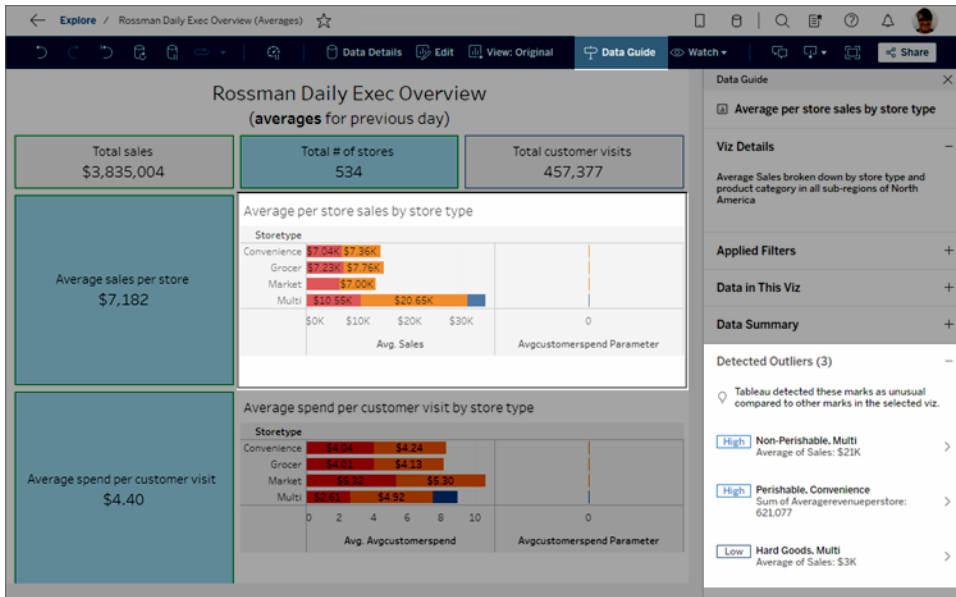 Explore / Rossman Daily Exec Overview (Averages)
Data Details Edit View: Original Data Guide Watch Share
Rossman Daily Exec Overview
(averages for previous day)
Total sales
$3,835,004
Total # of stores
534
Total customer visits
457,377
Average sales per store
$7,182
Average per store sales by store type
Storetype
Convenience $7.04K $7.36K
Grocer $7.23K $7.76K
Market $7.00K
Multi $10.55K $20.65K
$0K $10K $20K $30K 0
Avg. Sales Avgcustomerspend Parameter
Average spend per customer visit
$4.40
Average spend per customer visit by store type
Storetype
Convenience $4.04 $4.24
Grocer $4.01 $4.13
Market $5.32 $5.30
Multi $2.61 $4.92
0 2 4 6 8 10 0
Avg. Avgcustomerspend Avgcustomerspend Parameter
Data Guide
Average per store sales by store type
Viz Details
Average Sales broken down by store type and
product category in all sub-regions of North
America
Applied Filters
Data in This Viz
Data Summary
Detected Outliers (3)
Tableau detected these marks as unusual
compared to other marks in the selected viz.
High Non-Perishable, Multi
Average of Sales: $21K
High Perishable, Convenience
Sum of Averagerevenueperstore:
621,077
Low Hard Goods, Multi
Average of Sales: $3K